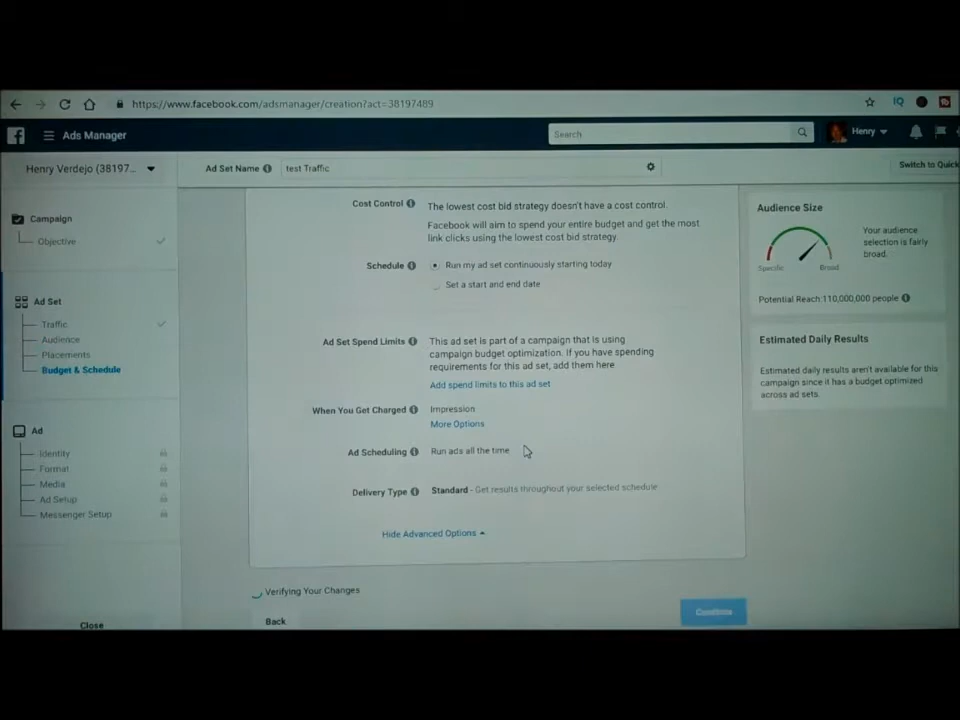 https://www.facebook.com/adsmanager/creation?act=38197489
IQ
Ads Manager
Search
Henry
Henry Verdejo (38197...
Ad Set Name
test Traffic
Switch to Quick
Campaign
Objective
Ad Set
Traffic
Audience
Placements
Budget & Schedule
Ad
Identity
Format
Media
Ad Setup
Messenger Setup
Close
Cost Control
The lowest cost bid strategy doesn't have a cost control.
Facebook will aim to spend your entire budget and get the most
link clicks using the lowest cost bid strategy.
Schedule
Run my ad set continuously starting today
Set a start and end date
Ad Set Spend Limits
This ad set is part of a campaign that is using
campaign budget optimization. If you have spending
requirements for this ad set, add them here
Add spend limits to this ad set
When You Get Charged
Impression
More Options
Ad Scheduling
Run ads all the time
Delivery Type
Standard - Get results throughout your selected schedule
Hide Advanced Options
Verifying Your Changes
Back
Continue
Audience Size
Your audience
selection is fairly
broad.
Specific
Broad
Potential Reach:110,000,000 people
Estimated Daily Results
Estimated daily results aren't available for this
campaign since it has a budget optimized
across ad sets.